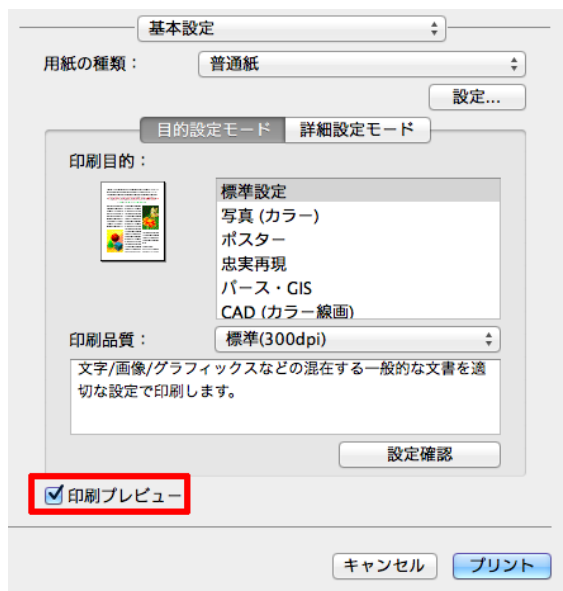 基本設定
用紙の種類： 普通紙
設定...
目的設定モード 詳細設定モード
印刷目的：
標準設定
写真 (カラー)
ポスター
忠実再現
パース・GIS
CAD (カラー線画)
印刷品質： 標準(300dpi)
文字/画像/グラフィックスなどの混在する一般的な文書を適
切な設定で印刷します。
設定確認
印刷プレビュー
キャンセル プリント